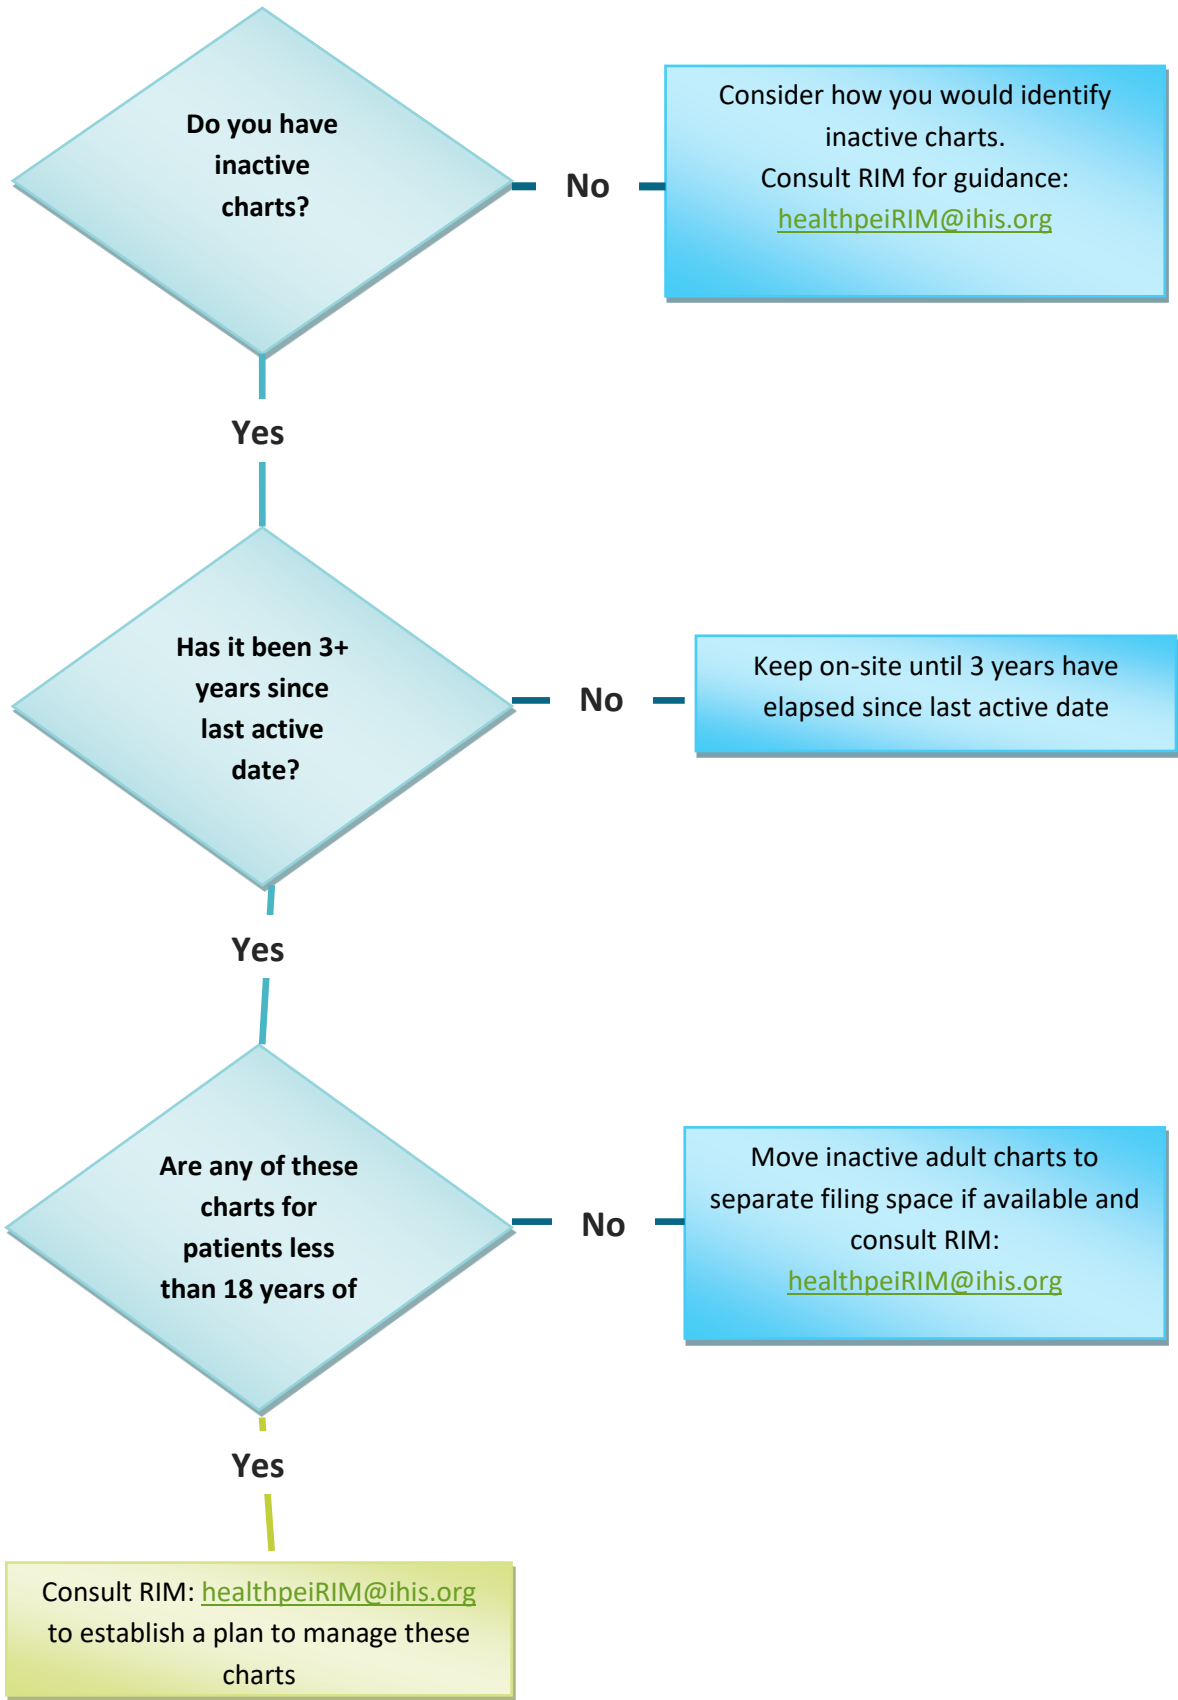 Do you have
inactive
charts?
No
Consider how you would identify
inactive charts.
Consult RIM for guidance:
healthpeiRIM@ihis.org
Yes
Has it been 3+
years since
last active
date?
No
Keep on-site until 3 years have
elapsed since last active date
Yes
Are any of these
charts for
patients less
than 18 years of
No
Move inactive adult charts to
separate filing space if available and
consult RIM:
healthpeiRIM@ihis.org
Yes
Consult RIM: healthpeiRIM@ihis.org
to establish a plan to manage these
charts